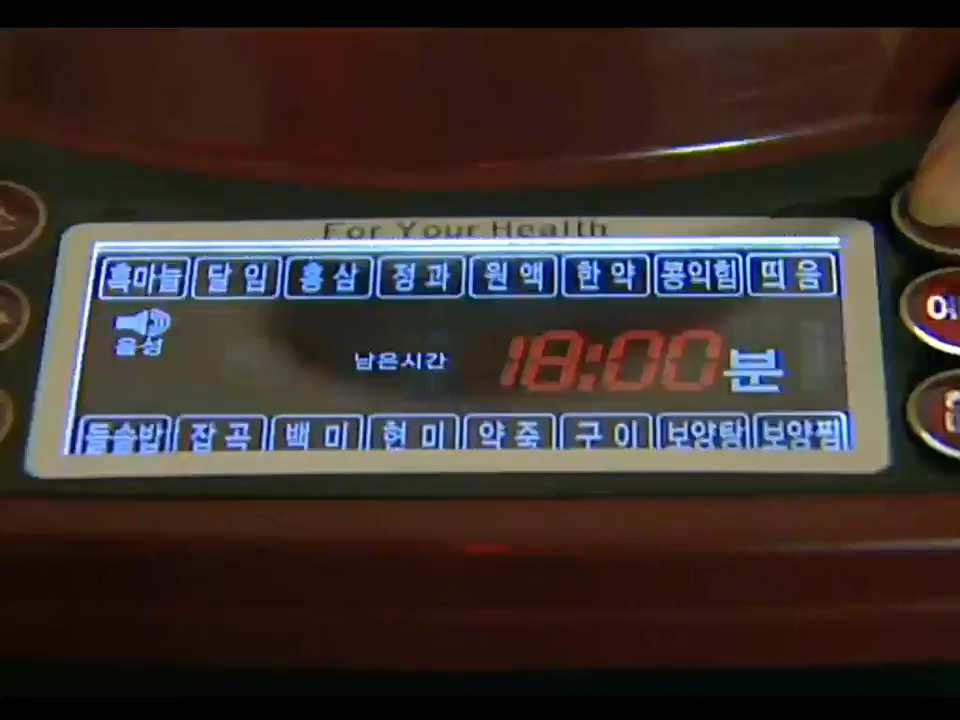 For Your Health
흑마늘 달임 홍삼 정과 원액 한약 콩익힘 띄음
음성 남은시간 18:00 분
돌솥밥 잡곡 백미 현미 약죽 구이 보양탕 보양찜